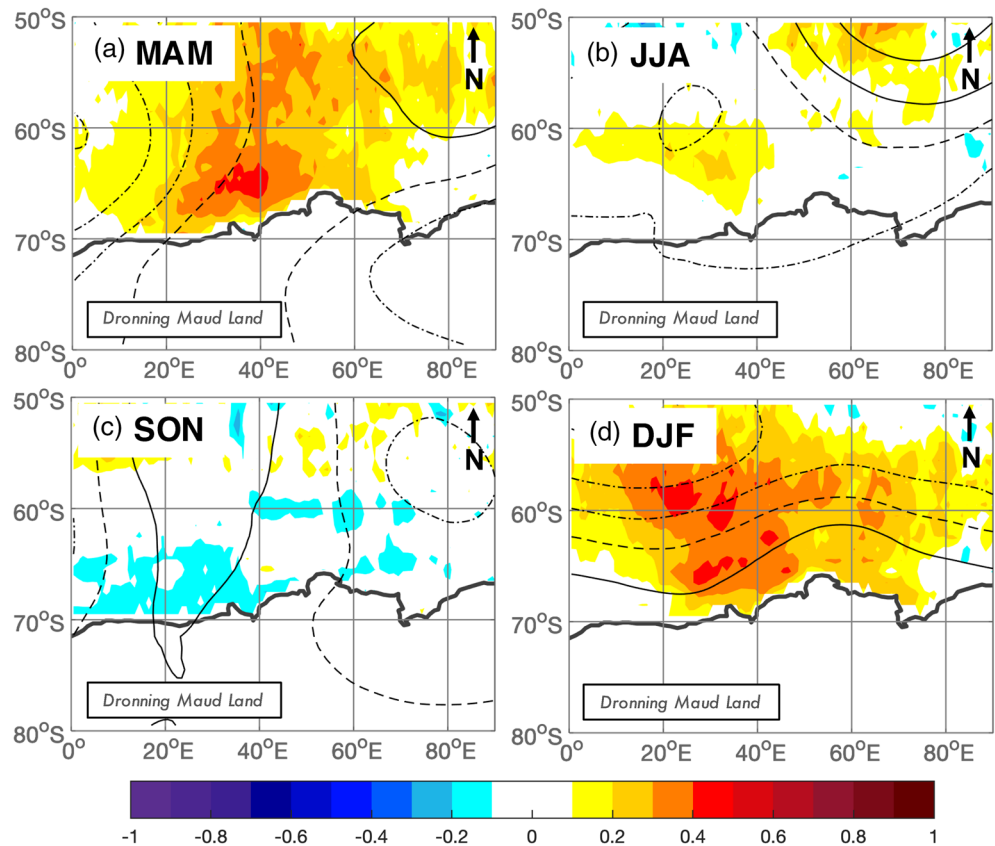 50°S
(a) MAM
N
60°S
70°S
Dronning Maud Land
80°S
0° 20°E 40°E 60°E 80°E
50°S
(b) JJA
N
60°S
70°S
Dronning Maud Land
80°S
0° 20°E 40°E 60°E 80°E
50°S
(c) SON
N
60°S
70°S
Dronning Maud Land
80°S
0° 20°E 40°E 60°E 80°E
50°S
(d) DJF
N
60°S
70°S
Dronning Maud Land
80°S
0° 20°E 40°E 60°E 80°E
-1 -0.8 -0.6 -0.4 -0.2 0 0.2 0.4 0.6 0.8 1